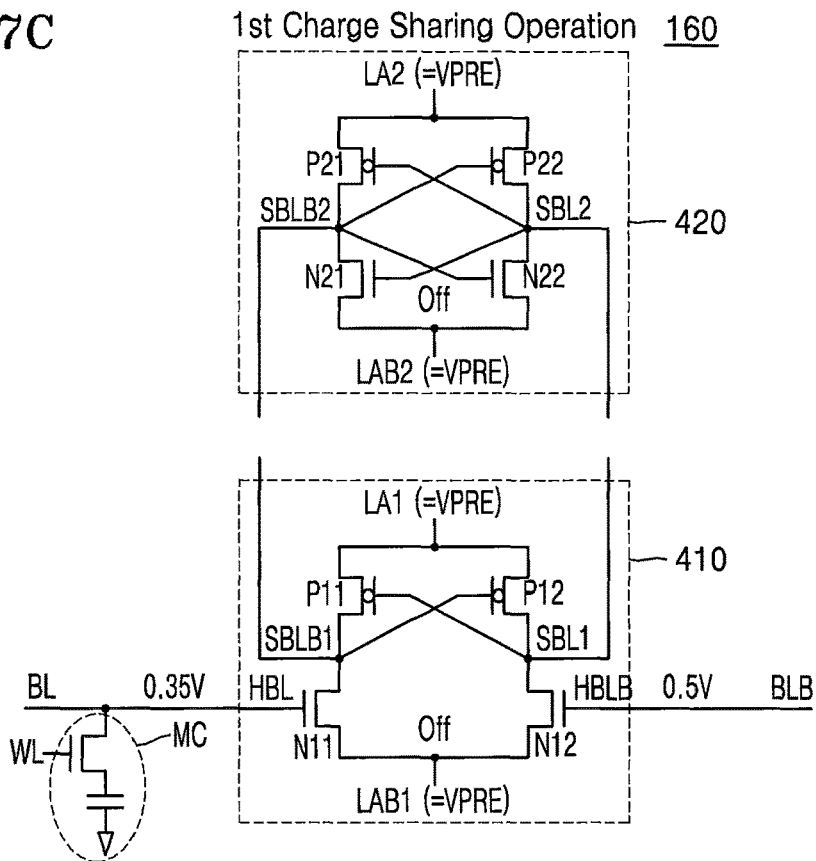 7C
1st Charge Sharing Operation 160
LA2 (=VPRE)
P21 P22
SBLB2 SBL2
420
N21 N22
Off
LAB2 (=VPRE)
LA1 (=VPRE)
410
P11 P12
SBLB1 SBL1
BL 0.35V HBL HBLB 0.5V BLB
MC
WL
N11 Off N12
LAB1 (=VPRE)